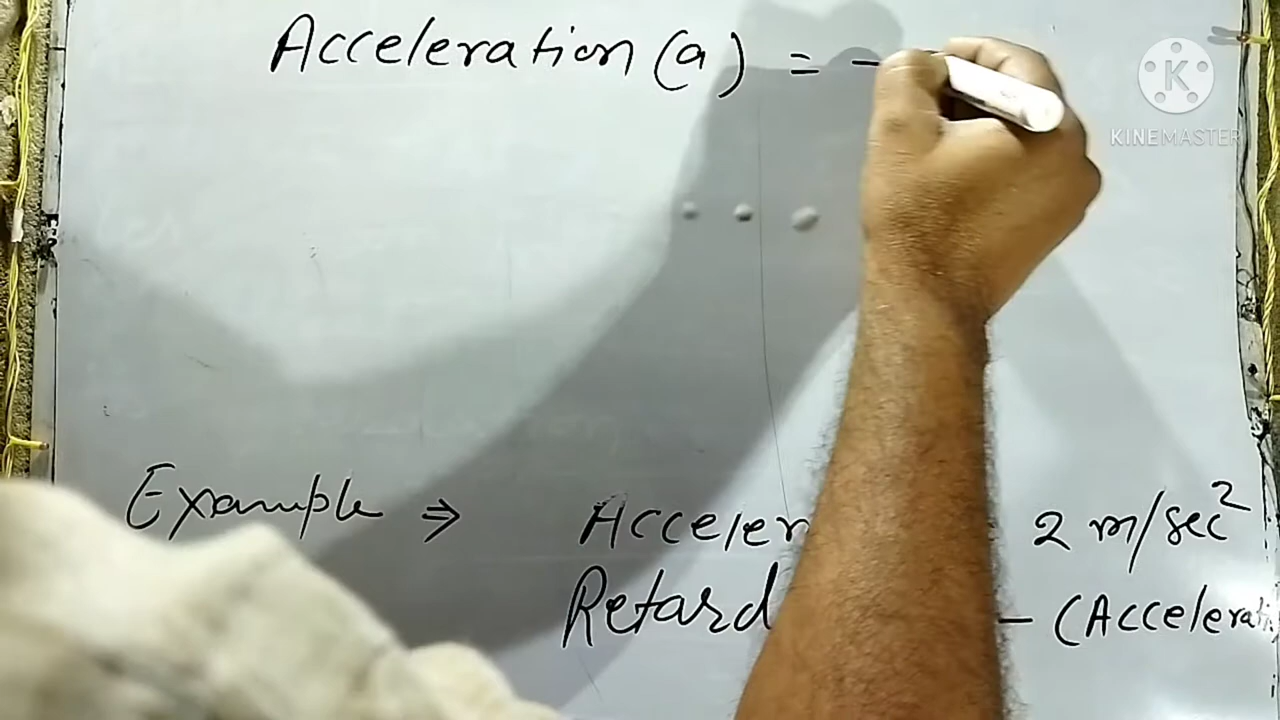 Acceleration (a) = -
K
KINEMASTER
Example ⇒ Acceler 2 m/sec²
Retard - (Accelerati